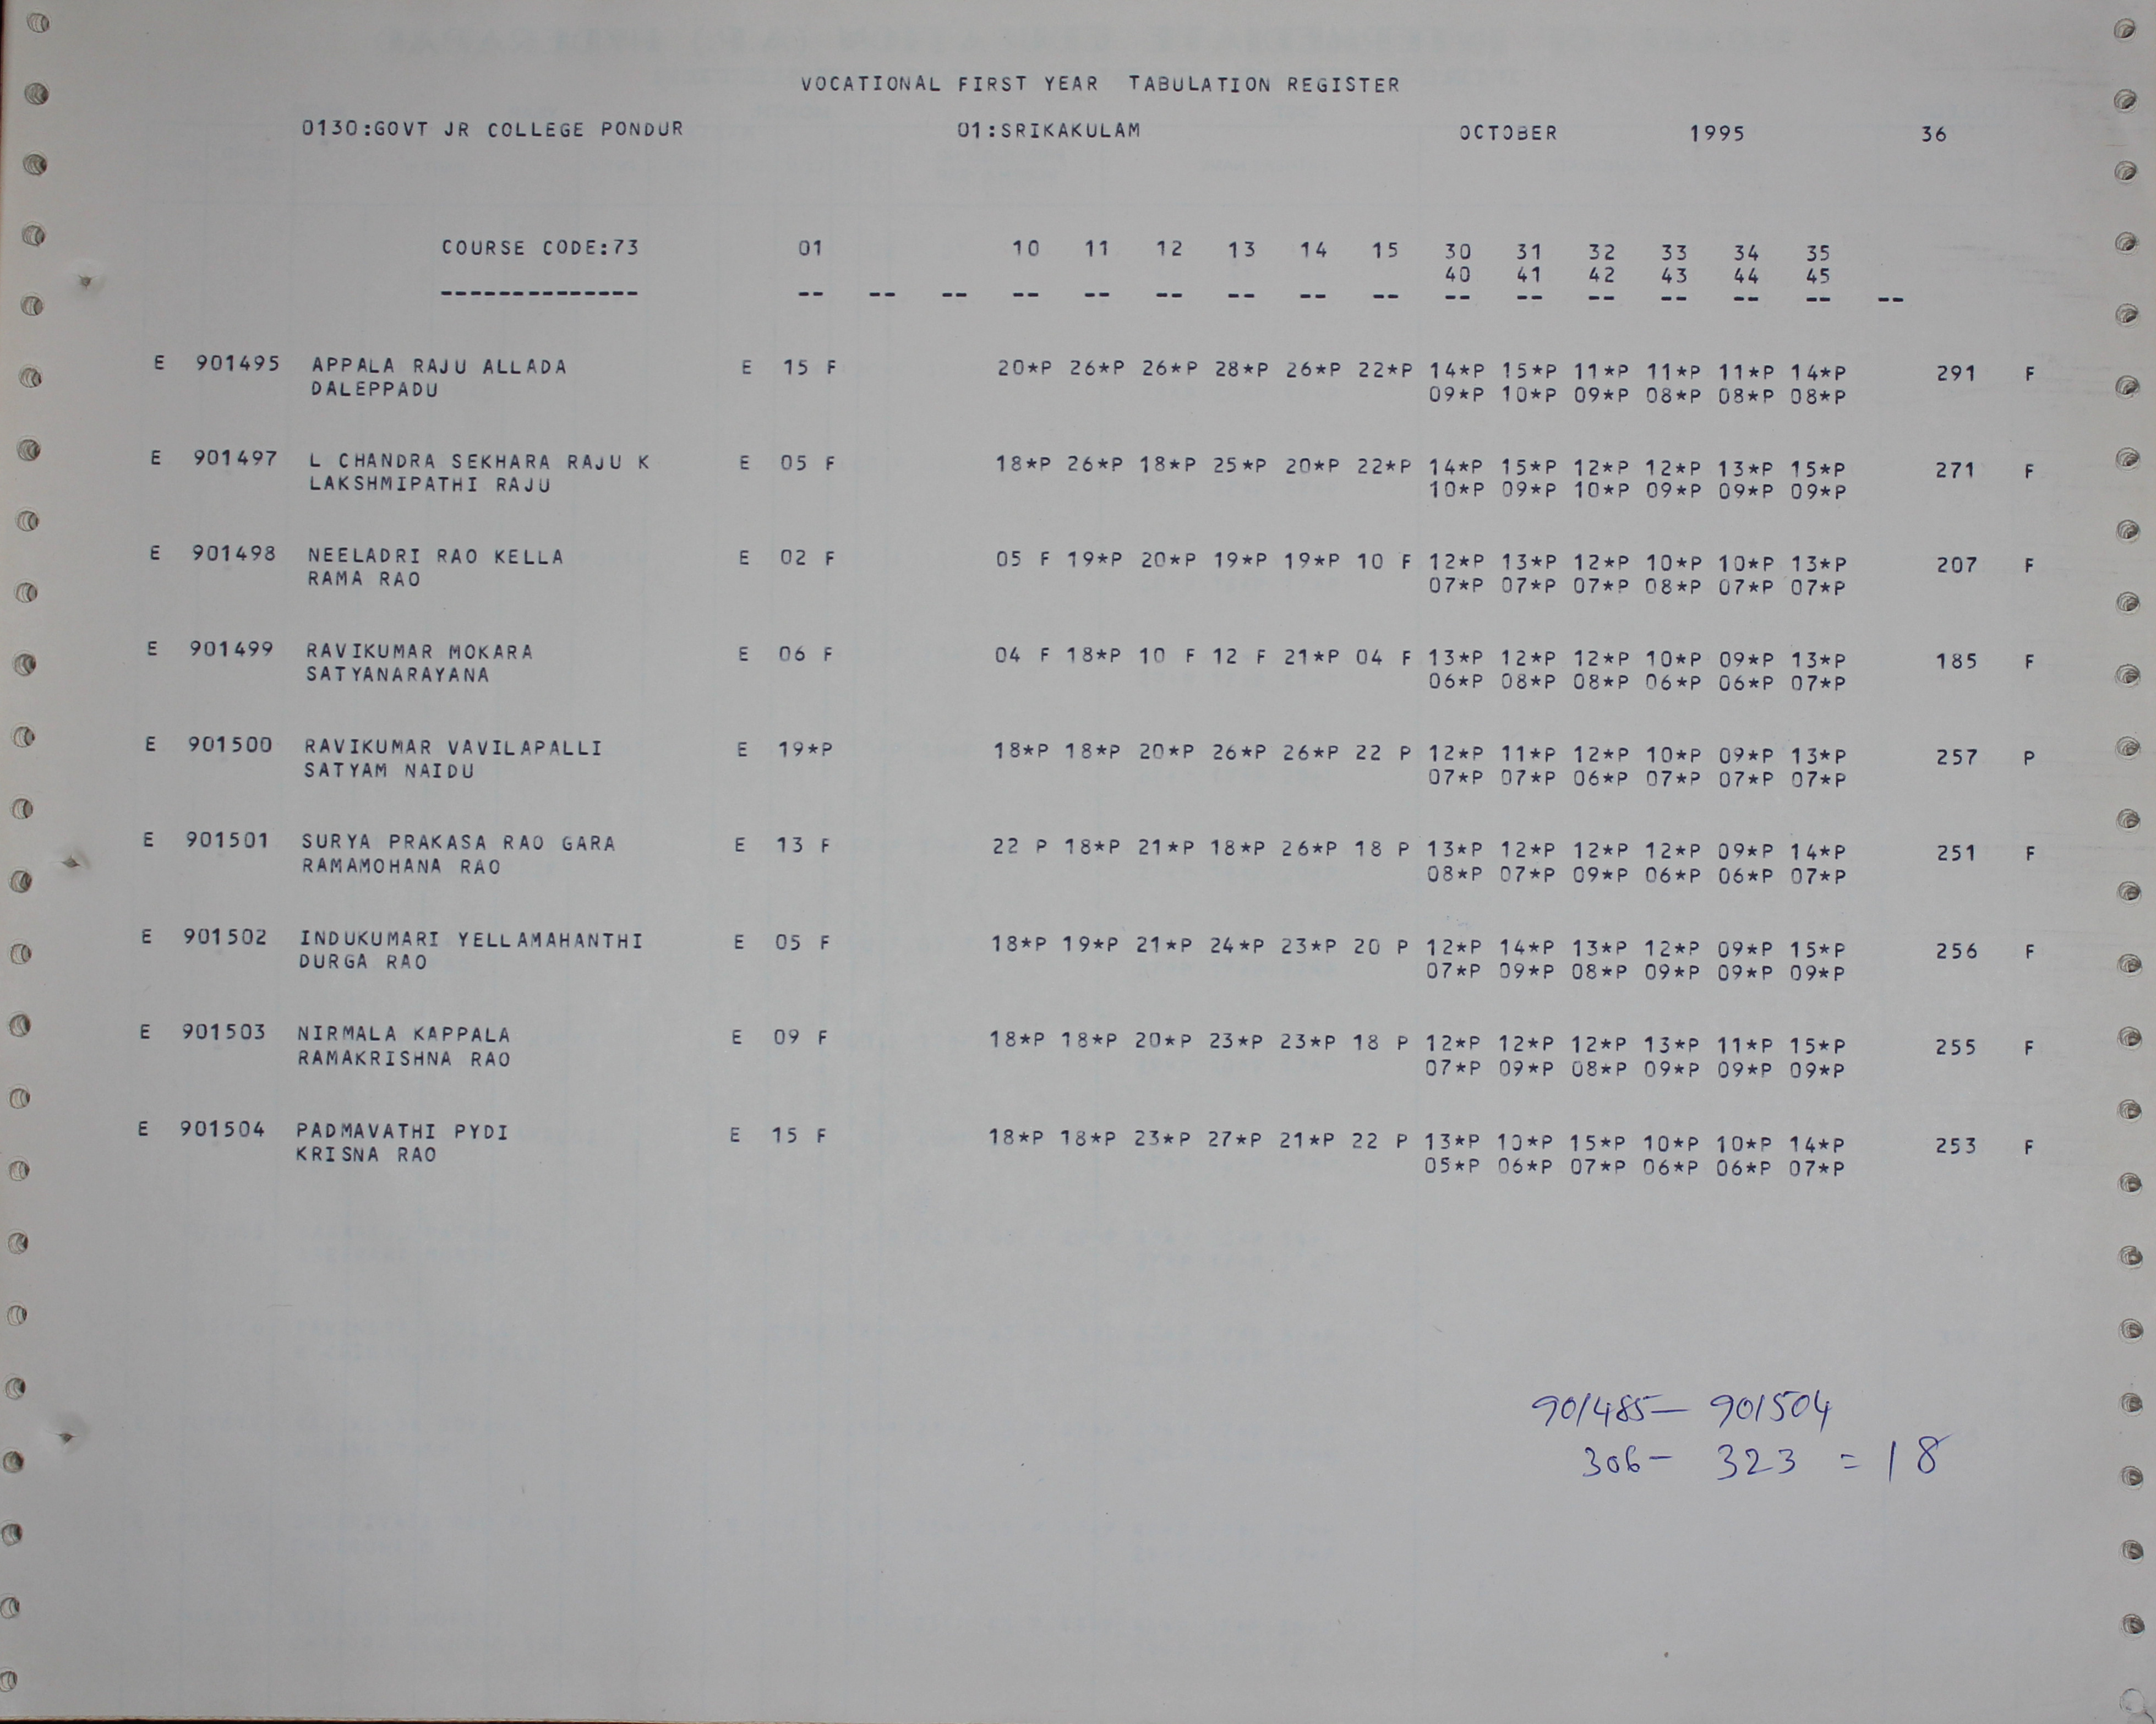 VOCATIONAL FIRST YEAR TABULATION REGISTER
0130:GOVT JR COLLEGE PONDUR 01:SRIKAKULAM OCTOBER 1995 36
COURSE CODE:73 01 10 11 12 13 14 15 30 31 32 33 34 35
40 41 42 43 44 45
-------------- -- -- -- -- -- -- -- -- -- -- -- -- -- -- -- --
E 901495 APPALA RAJU ALLADA E 15 F 20*P 26*P 26*P 28*P 26*P 22*P 14*P 15*P 11*P 11*P 11*P 14*P 291 F
DALEPPADU 09*P 10*P 09*P 08*P 08*P 08*P
E 901497 L CHANDRA SEKHARA RAJU K E 05 F 18*P 26*P 18*P 25*P 20*P 22*P 14*P 15*P 12*P 12*P 13*P 15*P 271 F
LAKSHMIPATHI RAJU 10*P 09*P 10*P 09*P 09*P 09*P
E 901498 NEELADRI RAO KELLA E 02 F 05 F 19*P 20*P 19*P 19*P 10 F 12*P 13*P 12*P 10*P 10*P 13*P 207 F
RAMA RAO 07*P 07*P 07*P 08*P 07*P 07*P
E 901499 RAVIKUMAR MOKARA E 06 F 04 F 18*P 10 F 12 F 21*P 04 F 13*P 12*P 12*P 10*P 09*P 13*P 185 F
SATYANARAYANA 06*P 08*P 08*P 06*P 06*P 07*P
E 901500 RAVIKUMAR VAVILAPALLI E 19*P 18*P 18*P 20*P 26*P 26*P 22 P 12*P 11*P 12*P 10*P 09*P 13*P 257 P
SATYAM NAIDU 07*P 07*P 06*P 07*P 07*P 07*P
E 901501 SURYA PRAKASA RAO GARA E 13 F 22 P 18*P 21*P 18*P 26*P 18 P 13*P 12*P 12*P 12*P 09*P 14*P 251 F
RAMAMOHANA RAO 08*P 07*P 09*P 06*P 06*P 07*P
E 901502 INDUKUMARI YELLAMAHANTHI E 05 F 18*P 19*P 21*P 24*P 23*P 20 P 12*P 14*P 13*P 12*P 09*P 15*P 256 F
DURGA RAO 07*P 09*P 08*P 09*P 09*P 09*P
E 901503 NIRMALA KAPPALA E 09 F 18*P 18*P 20*P 23*P 23*P 18 P 12*P 12*P 12*P 13*P 11*P 15*P 255 F
RAMAKRISHNA RAO 07*P 09*P 08*P 09*P 09*P 09*P
E 901504 PADMAVATHI PYDI E 15 F 18*P 18*P 23*P 27*P 21*P 22 P 13*P 10*P 15*P 10*P 10*P 14*P 253 F
KRISNA RAO 05*P 06*P 07*P 06*P 06*P 07*P
901485 — 901504
306 - 323 = 18